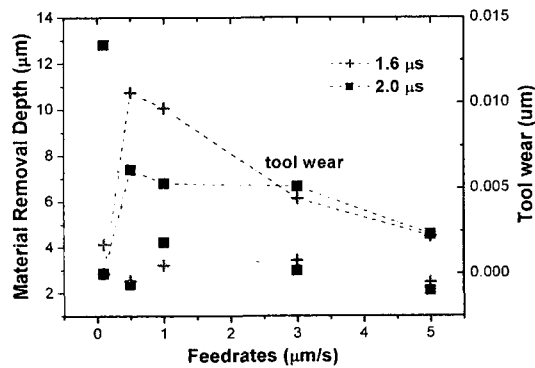 14
12
10
8
6
4
2
Material Removal Depth (μm)
0.015
0.010
0.005
0.000
Tool wear (um)
1.6 μs
2.0 μs
tool wear
0
1
2
3
4
5
Feedrates (μm/s)